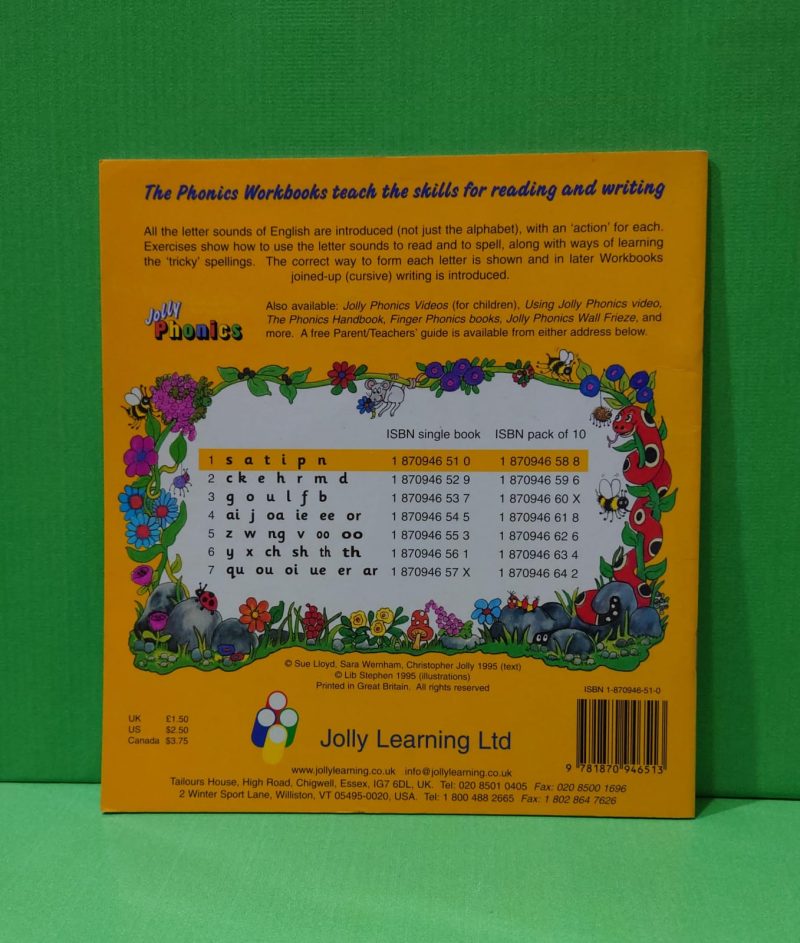 The Phonics Workbooks teach the skills for reading and writing
All the letter sounds of English are introduced (not just the alphabet), with an ‘action’ for each.
Exercises show how to use the letter sounds to read and to spell, along with ways of learning
the ‘tricky’ spellings. The correct way to form each letter is shown and in later Workbooks
joined-up (cursive) writing is introduced.
Jolly
Phonics
Also available: Jolly Phonics Videos (for children), Using Jolly Phonics video,
The Phonics Handbook, Finger Phonics books, Jolly Phonics Wall Frieze, and
more. A free Parent/Teachers’ guide is available from either address below.
ISBN single book ISBN pack of 10
1 s a t i p n 1 870946 51 0 1 870946 58 8
2 ck e h r m d 1 870946 52 9 1 870946 59 6
3 g o u l f b 1 870946 53 7 1 870946 60 X
4 ai j oa ie ee or 1 870946 54 5 1 870946 61 8
5 z w ng v oo oo 1 870946 55 3 1 870946 62 6
6 y x ch sh th th 1 870946 56 1 1 870946 63 4
7 qu ou oi ue er ar 1 870946 57 X 1 870946 64 2
© Sue Lloyd, Sara Wernham, Christopher Jolly 1995 (text)
© Lib Stephen 1995 (illustrations)
Printed in Great Britain. All rights reserved
ISBN 1-870946-51-0
UK £1.50
US $2.50
Canada $3.75
Jolly Learning Ltd
9 781870 946513
www.jollylearning.co.uk info@jollylearning.co.uk
Tailours House, High Road, Chigwell, Essex, IG7 6DL, UK. Tel: 020 8501 0405 Fax: 020 8500 1696
2 Winter Sport Lane, Williston, VT 05495-0020, USA. Tel: 1 800 488 2665 Fax: 1 802 864 7626